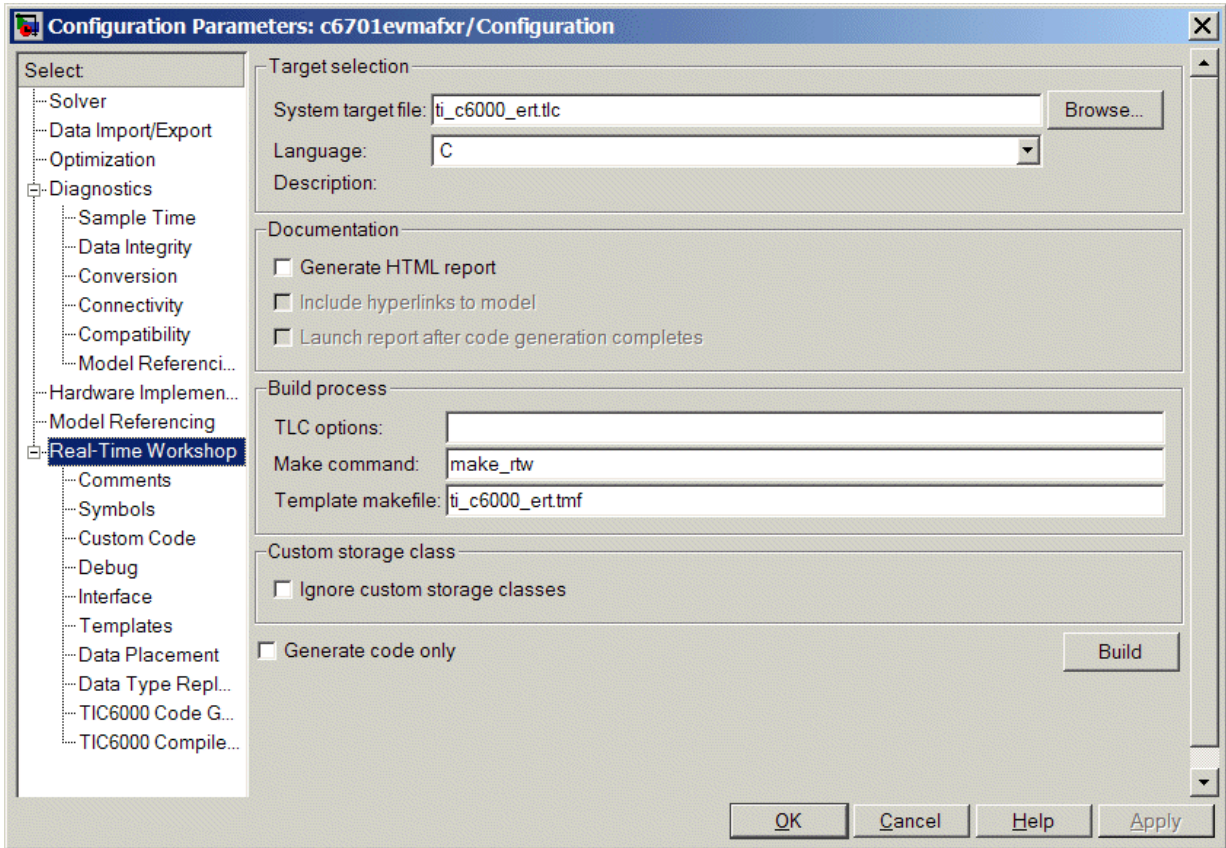 Configuration Parameters: c6701evmafxr/Configuration
Select:
Solver
Data Import/Export
Optimization
Diagnostics
Sample Time
Data Integrity
Conversion
Connectivity
Compatibility
Model Referenci...
Hardware Implemen...
Model Referencing
Real-Time Workshop
Comments
Symbols
Custom Code
Debug
Interface
Templates
Data Placement
Data Type Repl...
TIC6000 Code G...
TIC6000 Compile...
Target selection
System target file: ti_c6000_ert.tlc Browse...
Language: C
Description:
Documentation
Generate HTML report
Include hyperlinks to model
Launch report after code generation completes
Build process
TLC options:
Make command: make_rtw
Template makefile: ti_c6000_ert.tmf
Custom storage class
Ignore custom storage classes
Generate code only Build
OK Cancel Help Apply